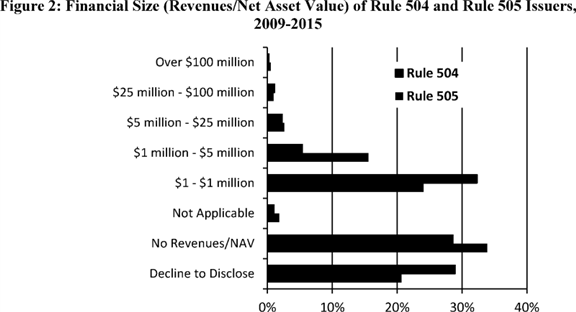 Figure 2: Financial Size (Revenues/Net Asset Value) of Rule 504 and Rule 505 Issuers,
2009-2015
Over $100 million
Rule 504
$25 million - $100 million
Rule 505
$5 million - $25 million
$1 million - $5 million
$1 - $1 million
Not Applicable
No Revenues/NAV
Decline to Disclose
0% 10% 20% 30% 40%